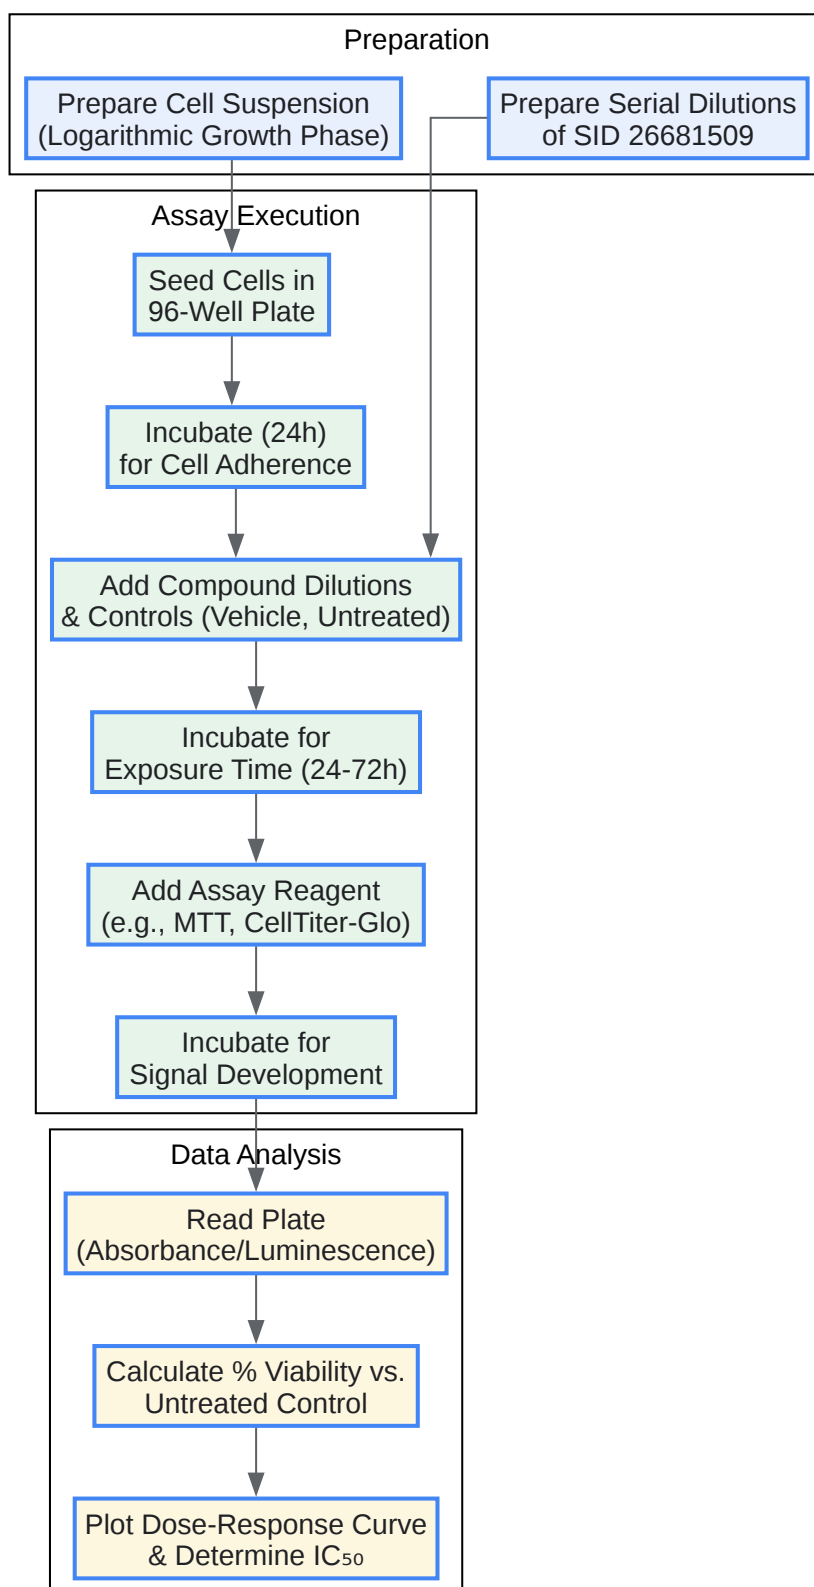 Preparation
Prepare Cell Suspension
(Logarithmic Growth Phase)
Prepare Serial Dilutions
of SID 26681509
Assay Execution
Seed Cells in
96-Well Plate
Incubate (24h)
for Cell Adherence
Add Compound Dilutions
& Controls (Vehicle, Untreated)
Incubate for
Exposure Time (24-72h)
Add Assay Reagent
(e.g., MTT, CellTiter-Glo)
Incubate for
Signal Development
Data Analysis
Read Plate
(Absorbance/Luminescence)
Calculate % Viability vs.
Untreated Control
Plot Dose-Response Curve
& Determine IC₅₀